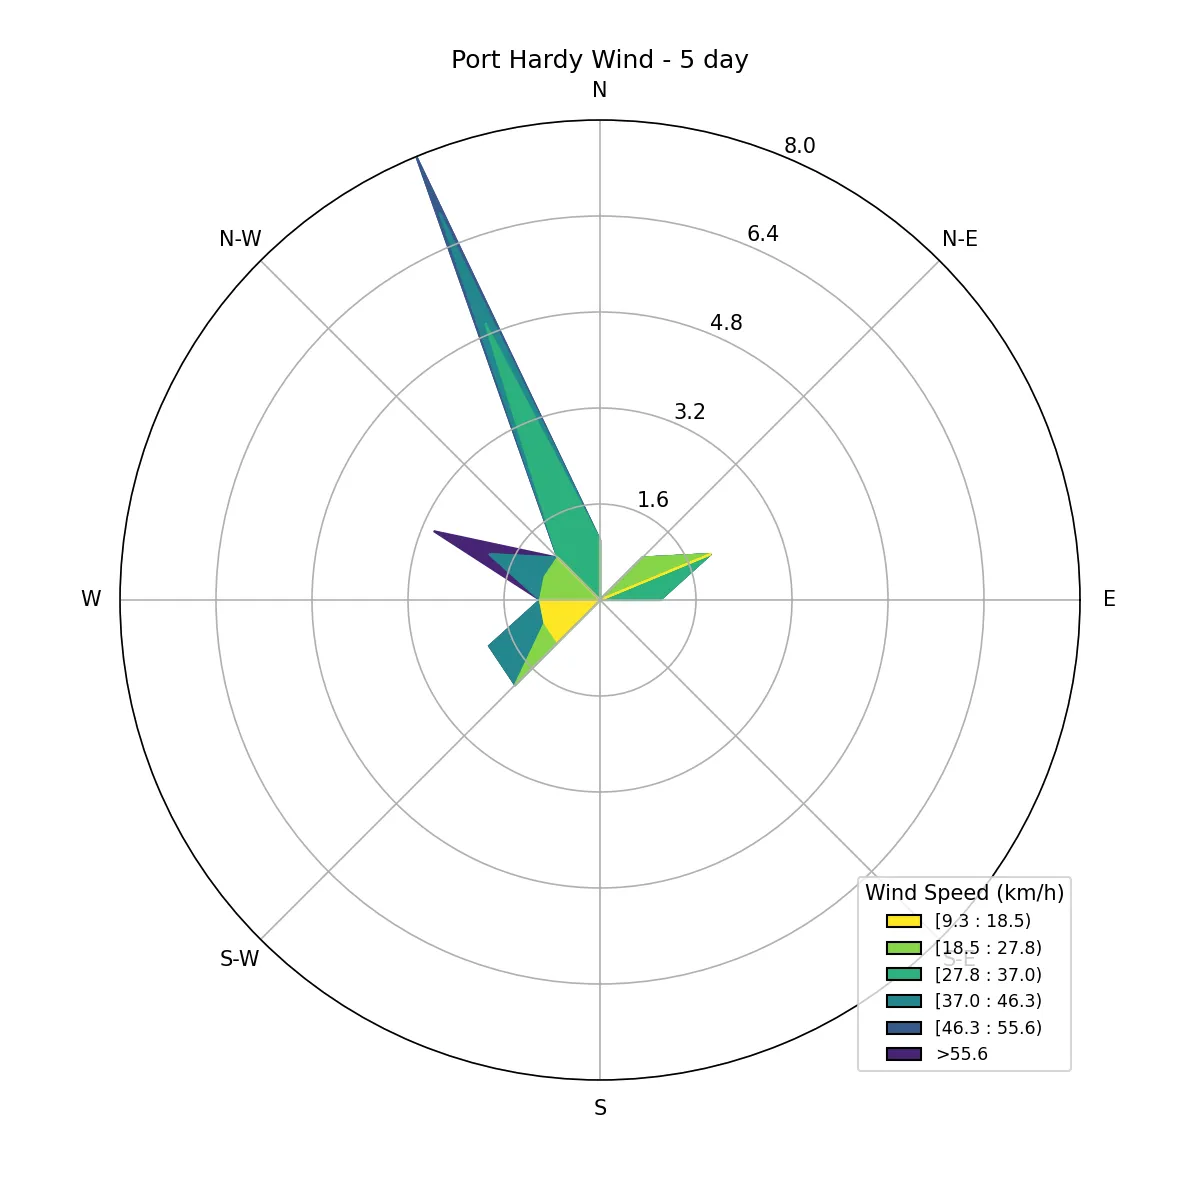 Port Hardy Wind - 5 day
N
8.0
N-W
6.4
N-E
4.8
3.2
1.6
W
E
S-W
S-E
S
Wind Speed (km/h)
[9.3 : 18.5)
[18.5 : 27.8)
[27.8 : 37.0)
[37.0 : 46.3)
[46.3 : 55.6)
>55.6